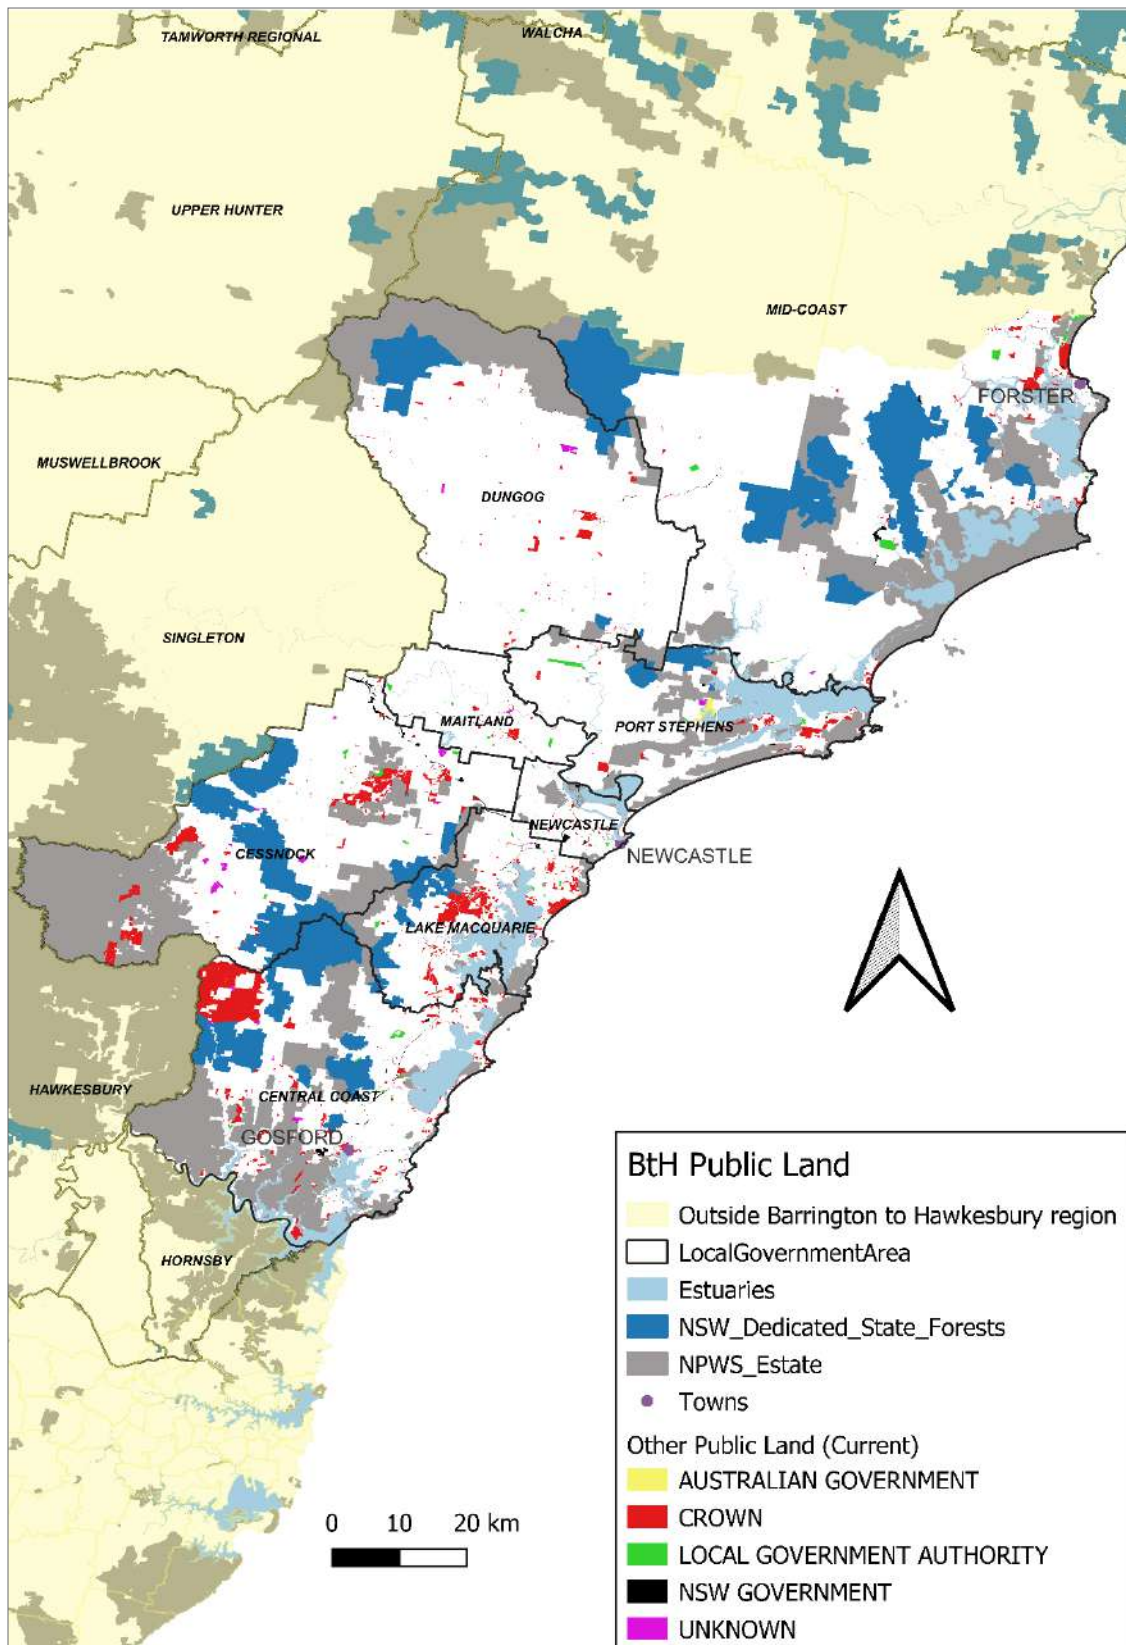 TAMWORTH REGIONAL
WALCHA
UPPER HUNTER
MID-COAST
FORSTER
MUSWELLBROOK
DUNGOG
SINGLETON
MAITLAND
PORT STEPHENS
NEWCASTLE
NEWCASTLE
CESSNOCK
LAKE MACQUARIE
HAWKESBURY
CENTRAL COAST
GOSFORD
HORNSBY
0 10 20 km
BtH Public Land
Outside Barrington to Hawkesbury region
LocalGovernmentArea
Estuaries
NSW_Dedicated_State_Forests
NPWS_Estate
Towns
Other Public Land (Current)
AUSTRALIAN GOVERNMENT
CROWN
LOCAL GOVERNMENT AUTHORITY
NSW GOVERNMENT
UNKNOWN